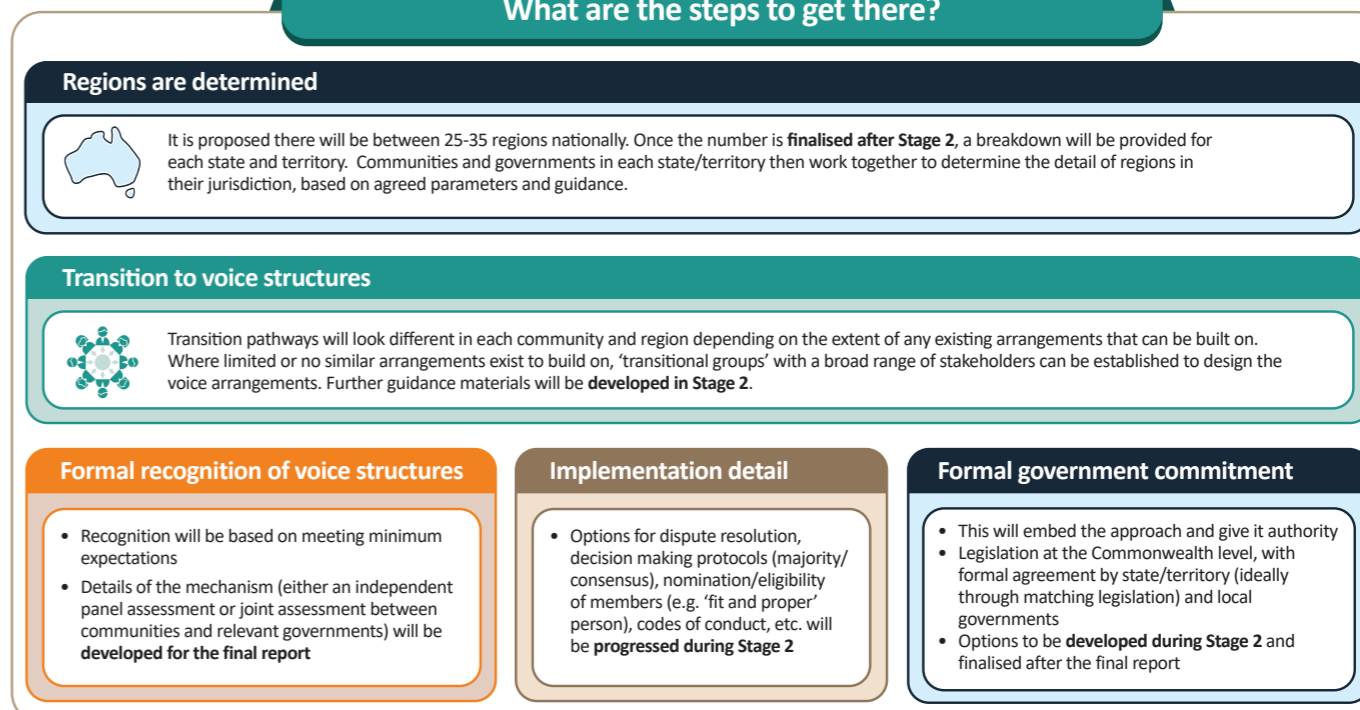 What are the steps to get there?
Regions are determined
It is proposed there will be between 25-35 regions nationally. Once the number is finalised after Stage 2, a breakdown will be provided for
each state and territory. Communities and governments in each state/territory then work together to determine the detail of regions in
their jurisdiction, based on agreed parameters and guidance.
Transition to voice structures
Transition pathways will look different in each community and region depending on the extent of any existing arrangements that can be built on.
Where limited or no similar arrangements exist to build on, ‘transitional groups’ with a broad range of stakeholders can be established to design the
voice arrangements. Further guidance materials will be developed in Stage 2.
Formal recognition of voice structures
• Recognition will be based on meeting minimum
expectations
• Details of the mechanism (either an independent
panel assessment or joint assessment between
communities and relevant governments) will be
developed for the final report
Implementation detail
• Options for dispute resolution,
decision making protocols (majority/
consensus), nomination/eligibility
of members (e.g. ‘fit and proper’
person), codes of conduct, etc. will
be progressed during Stage 2
Formal government commitment
• This will embed the approach and give it authority
• Legislation at the Commonwealth level, with
formal agreement by state/territory (ideally
through matching legislation) and local
governments
• Options to be developed during Stage 2 and
finalised after the final report